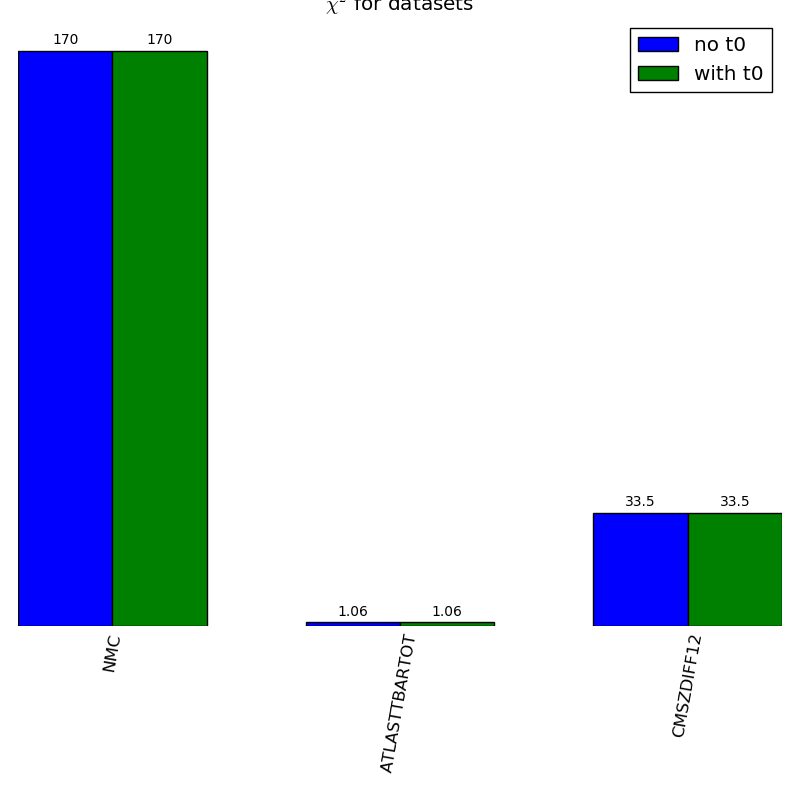 χ² for datasets
170 170
no t0
with t0
33.5 33.5
1.06 1.06
NMC
ATLASTTBARTOT
CMSZDIFF12